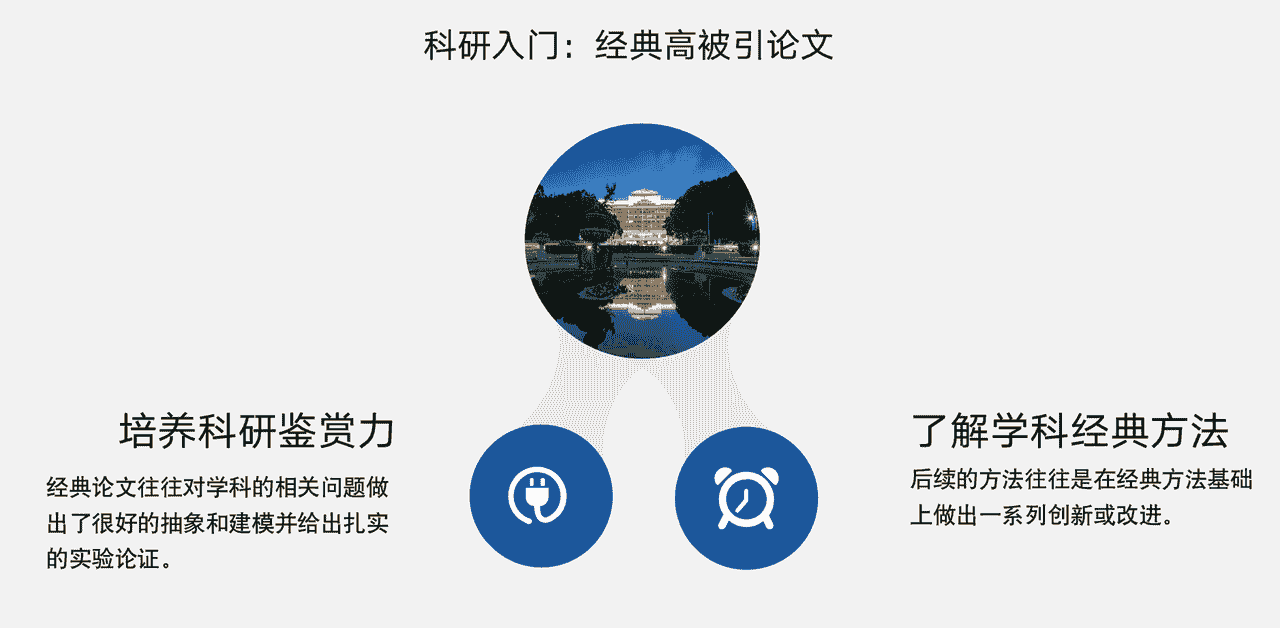 科研入门：经典高被引论文
培养科研鉴赏力
经典论文往往对学科的相关问题做
出了很好的抽象和建模并给出扎实
的实验论证。
了解学科经典方法
后续的方法往往是在经典方法基础
上做出一系列创新或改进。